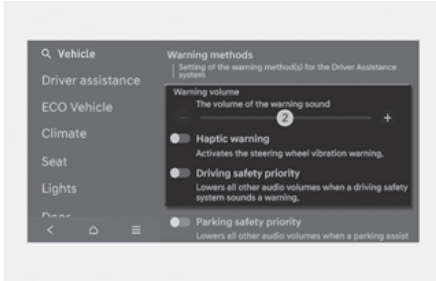 Vehicle
Driver assistance
ECO Vehicle
Climate
Seat
Lights
Door
Warning methods
Setting of the warning method(s) for the Driver Assistance
system
Warning volume
The volume of the warning sound
2
Haptic warning
Activates the steering wheel vibration warning.
Driving safety priority
Lowers all other audio volumes when a driving safety
system sounds a warning.
Parking safety priority
Lowers all other audio volumes when a parking assist